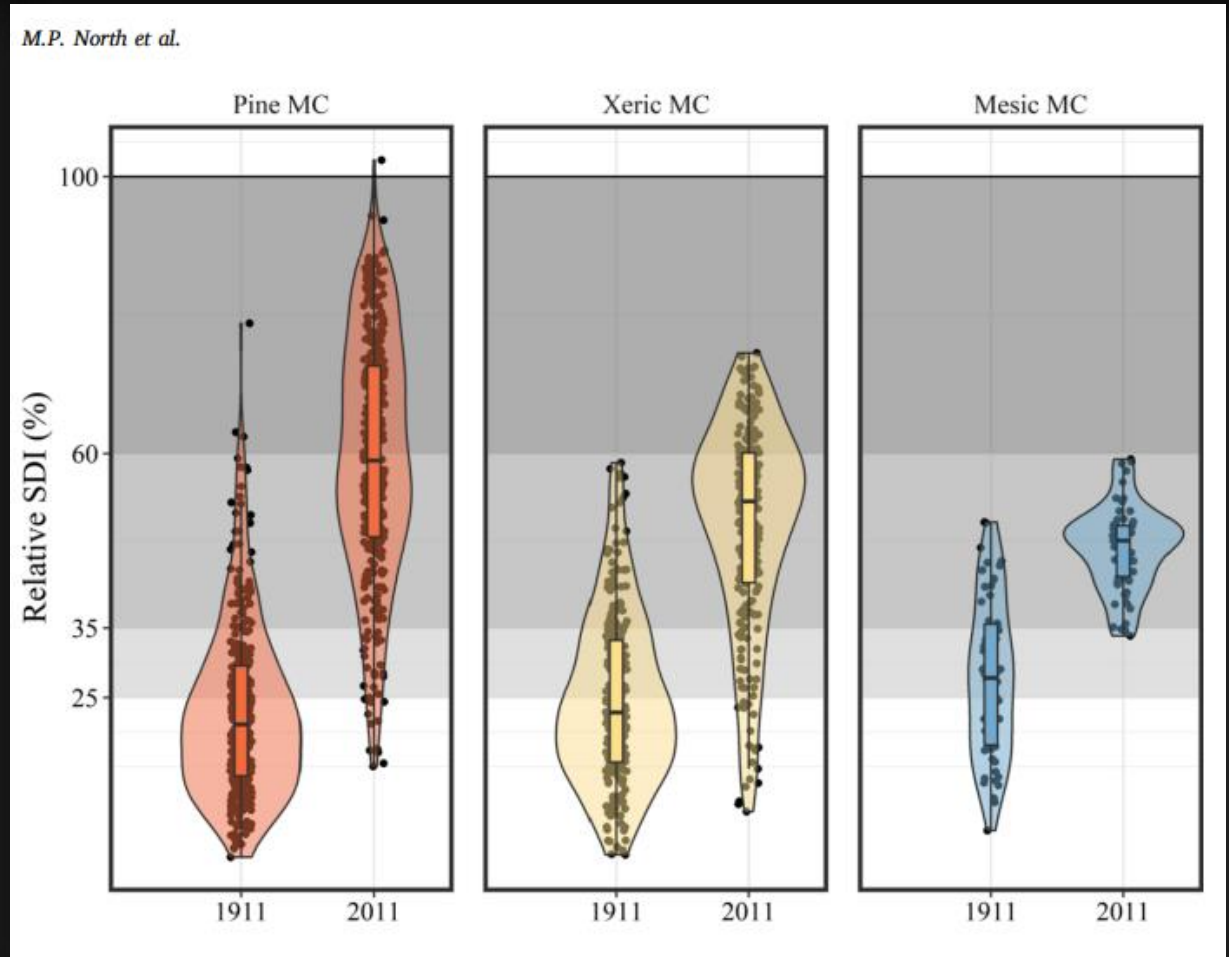 M.P. North et al.
Pine MC
Xeric MC
Mesic MC
Relative SDI (%)
100
60
35
25
1911
2011
1911
2011
1911
2011